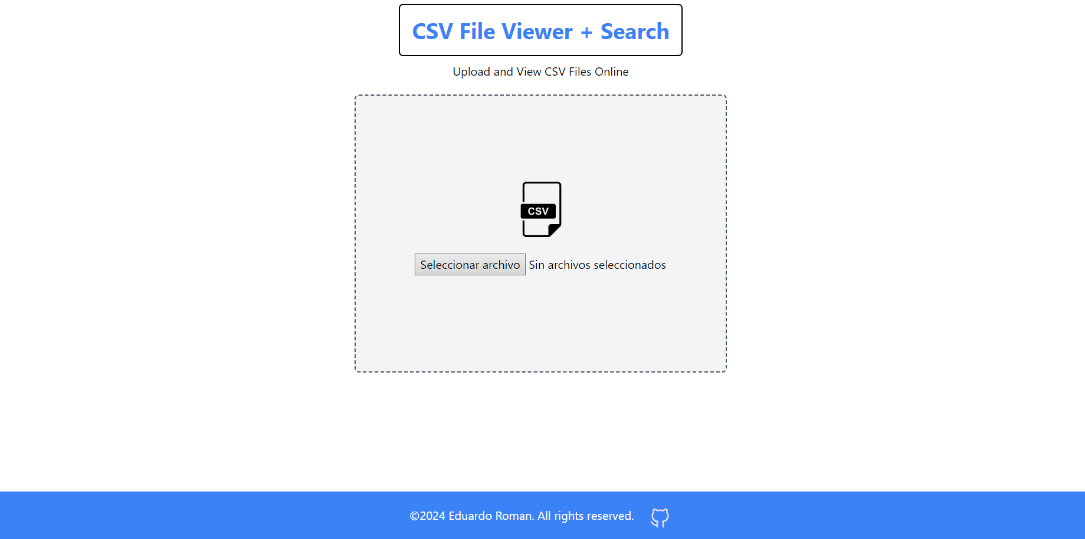 CSV File Viewer + Search
Upload and View CSV Files Online
CSV
Seleccionar archivo Sin archivos seleccionados
©2024 Eduardo Roman. All rights reserved.